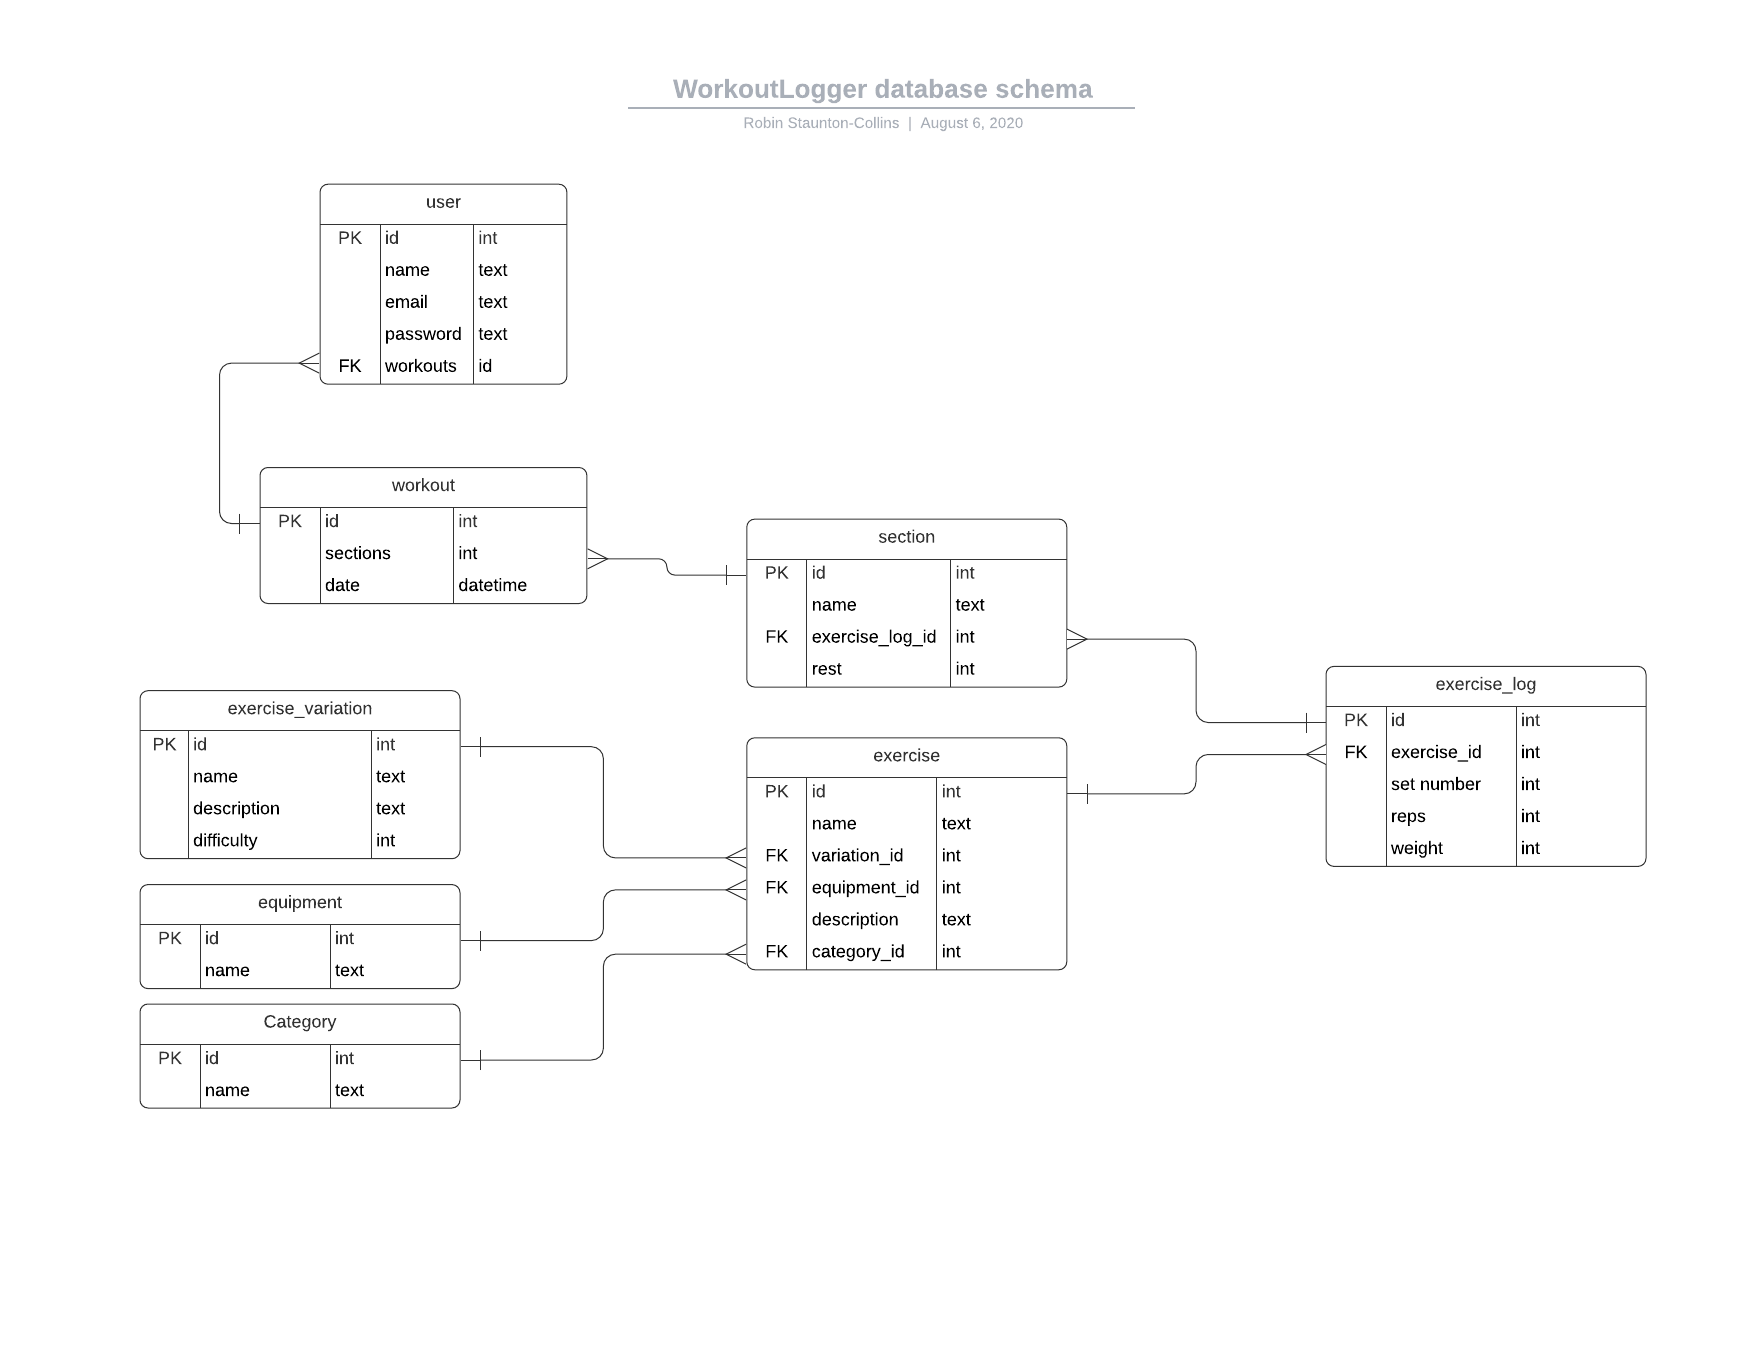 WorkoutLogger database schema
Robin Staunton-Collins | August 6, 2020
user
PK id int
name text
email text
password text
FK workouts id
workout
PK id int
sections int
date datetime
section
PK id int
name text
FK exercise_log_id int
rest int
exercise_log
PK id int
FK exercise_id int
set number int
reps int
weight int
exercise_variation
PK id int
name text
description text
difficulty int
exercise
PK id int
name text
FK variation_id int
FK equipment_id int
description text
FK category_id int
equipment
PK id int
name text
Category
PK id int
name text